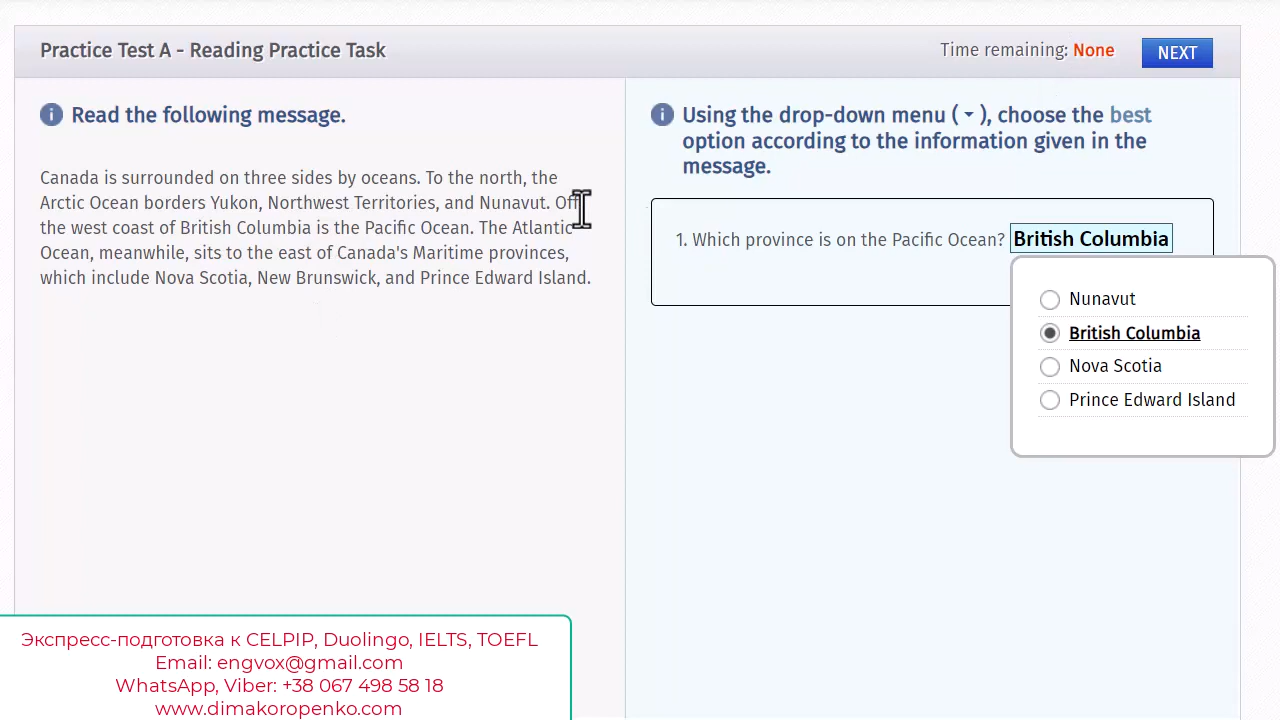 Practice Test A - Reading Practice Task
Time remaining: None
NEXT
Read the following message.
Canada is surrounded on three sides by oceans. To the north, the
Arctic Ocean borders Yukon, Northwest Territories, and Nunavut. Off
the west coast of British Columbia is the Pacific Ocean. The Atlantic
Ocean, meanwhile, sits to the east of Canada's Maritime provinces,
which include Nova Scotia, New Brunswick, and Prince Edward Island.
Using the drop-down menu ( ), choose the best
option according to the information given in the
message.
1. Which province is on the Pacific Ocean? British Columbia
Nunavut
British Columbia
Nova Scotia
Prince Edward Island
Экспресс-подготовка к CELPIP, Duolingo, IELTS, TOEFL
Email: engvox@gmail.com
WhatsApp, Viber: +38 067 498 58 18
www.dimakoropenko.com